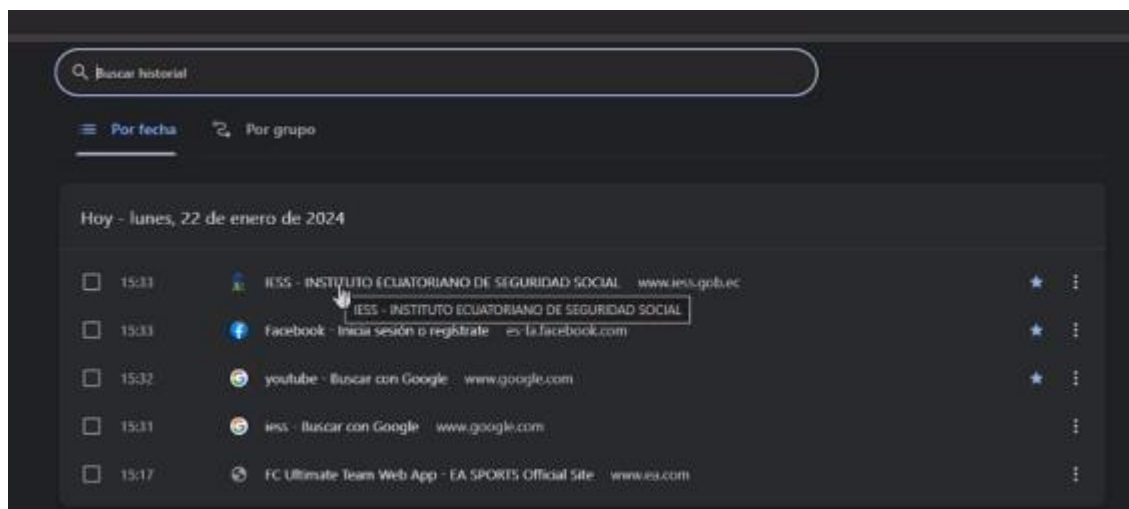 Buscar historial
Por fecha Por grupo
Hoy - lunes, 22 de enero de 2024
15:33 IESS - INSTITUTO ECUATORIANO DE SEGURIDAD SOCIAL www.iess.gob.ec
IESS - INSTITUTO ECUATORIANO DE SEGURIDAD SOCIAL
15:33 Facebook - Inicia sesión o regístrate es-la.facebook.com
15:32 youtube - Buscar con Google www.google.com
15:31 iess - Buscar con Google www.google.com
15:17 FC Ultimate Team Web App - EA SPORTS Official Site www.ea.com